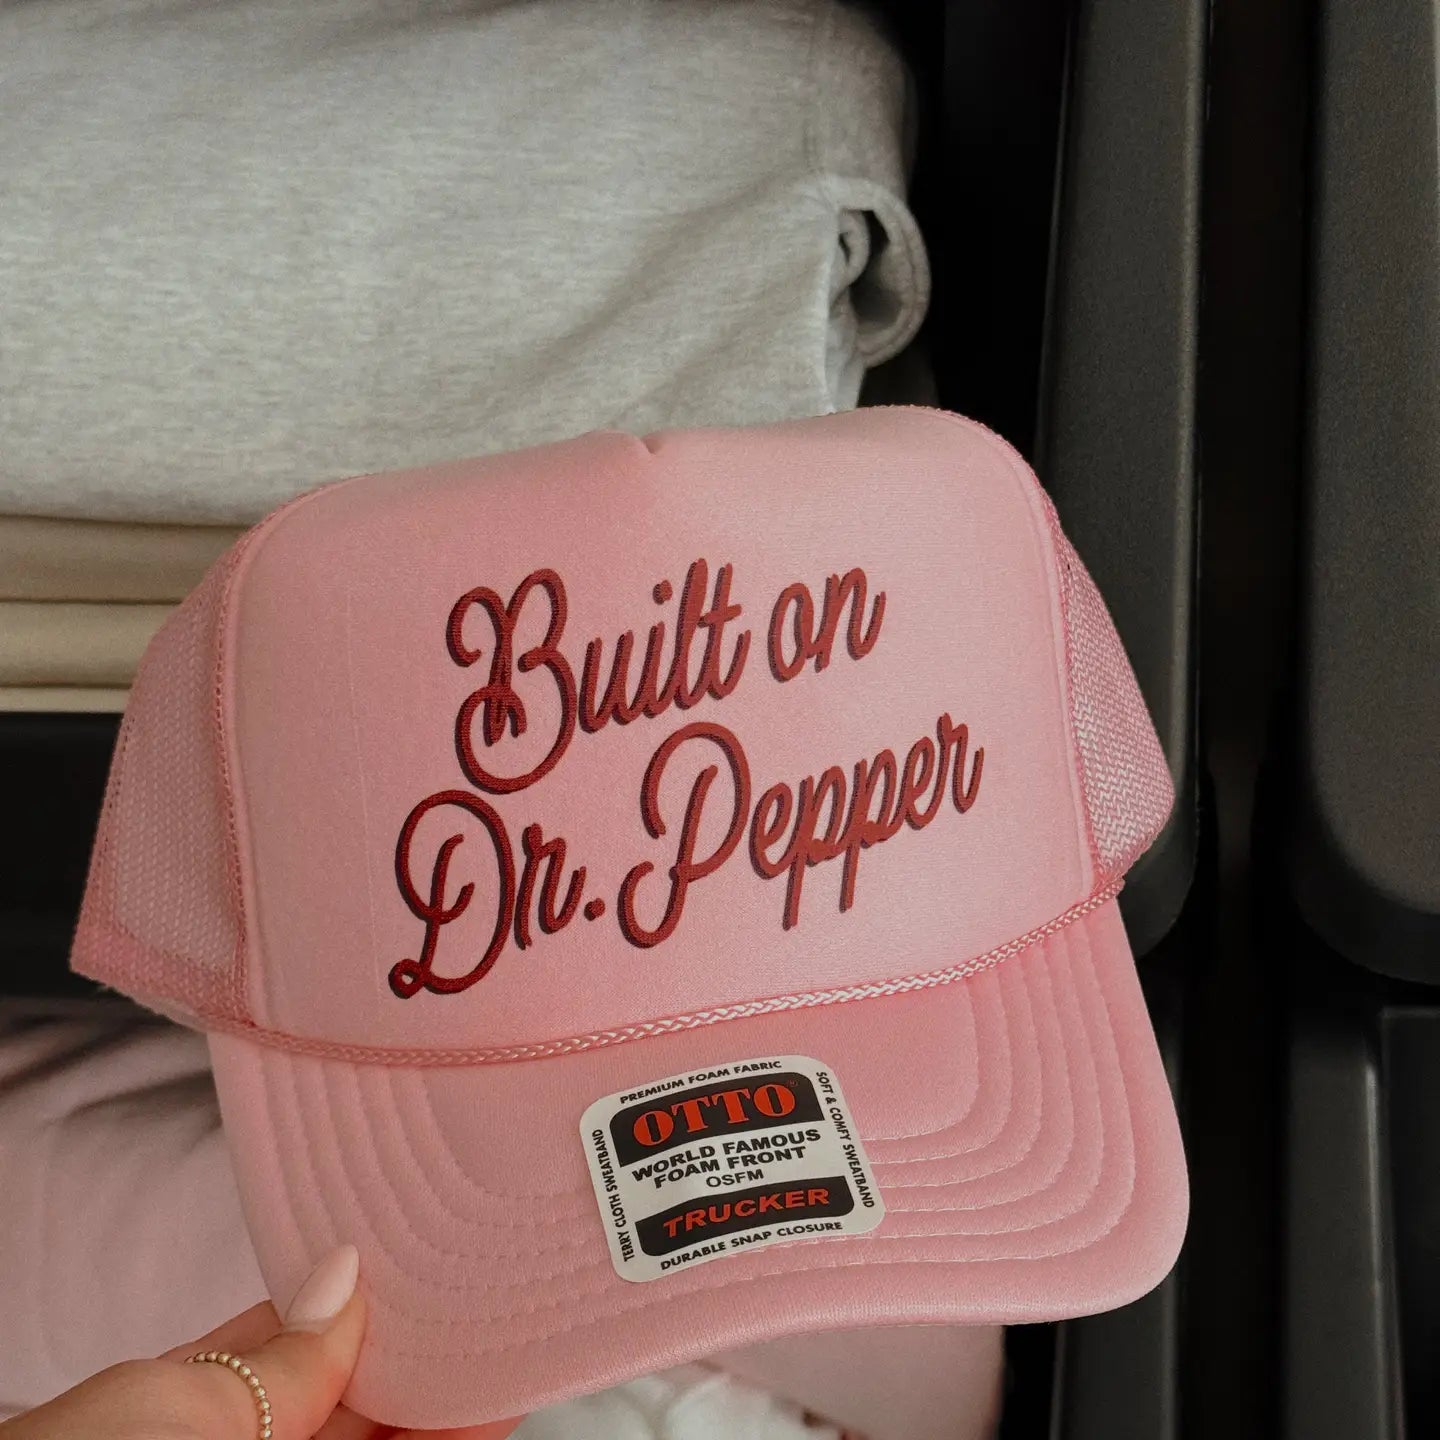 Built on
Dr. Pepper
PREMIUM FOAM FABRIC
OTTO®
WORLD FAMOUS
FOAM FRONT
OSFM
TRUCKER
DURABLE SNAP CLOSURE
TERRY CLOTH SWEATBAND
SOFT & COMFY SWEATBAND